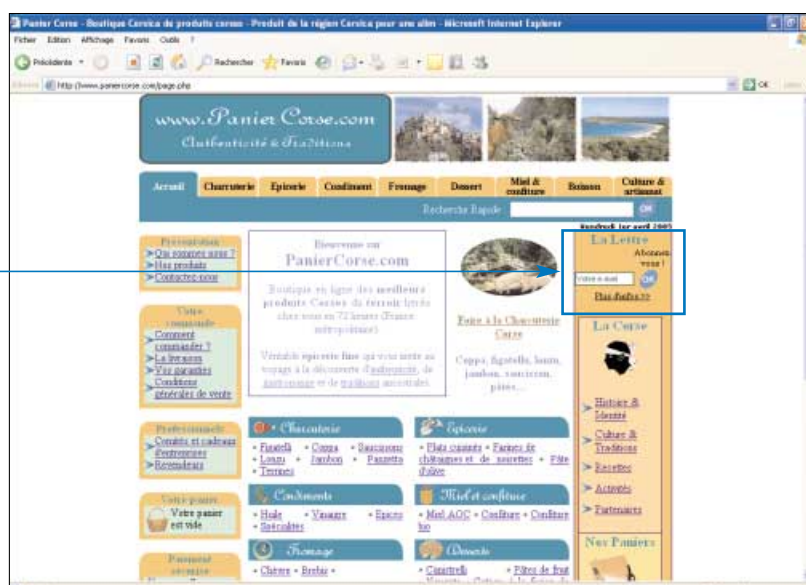 Panier Corse - Boutique Corsica de produits corses - Produit de la région Corsica pour une alim - Microsoft Internet Explorer
Fichier Edition Affichage Favoris Outils ?
Précédente Rechercher Favoris
http://www.paniercorse.com/page.php OK
www.Panier Corse.com
Authenticité & Traditions
Accueil Charcuterie Epicerie Condiment Fromage Dessert Miel & confiture Boisson Culture & artisanat
Recherche Rapide OK
Vendredi 1er avril 2005
Présentation
Qui sommes nous ?
Nos produits
Contactez-nous
Votre commande
Comment
commander ?
La livraison
Vos garanties
Conditions
générales de vente
Professionnels
Comités et cadeaux
d'entreprises
Revendeurs
Votre panier
Votre panier
est vide
Paiement
sécurisé
Bienvenue sur
PanierCorse.com
Boutique en ligne des meilleurs
produits Corses du terroir livrés
chez vous en 72 heures (France
métropolitaine)
Véritable épicerie fine qui vous invite au
voyage à la découverte d'authenticité, de
gastronomie et de traditions ancestrales.
Foire à la Charcuterie
Corse
Coppa, figatellu, lonzu,
jambon, saucisson,
pâtés...
Charcuterie
• Figatelli • Coppa • Saucissons
• Lonzu • Jambon • Panzetta
• Terrines
Epicerie
• Plats cuisinés • Farines de
châtaignes et de noisettes • Pâte
d'olive
Condiments
• Huile • Vinaigre • Epices
• Spécialités
Miel et confiture
• Miel AOC • Confiture • Confiture
bio
Fromage
• Chèvre • Brebis •
Desserts
• Canistrelli • Pâtes de fruit
La Lettre
Abonnez
vous !
Votre e-mail OK
Plus d'infos >>
La Corse
Histoire &
Identité
Culture &
Traditions
Recettes
Activités
Partenaires
Nos Paniers